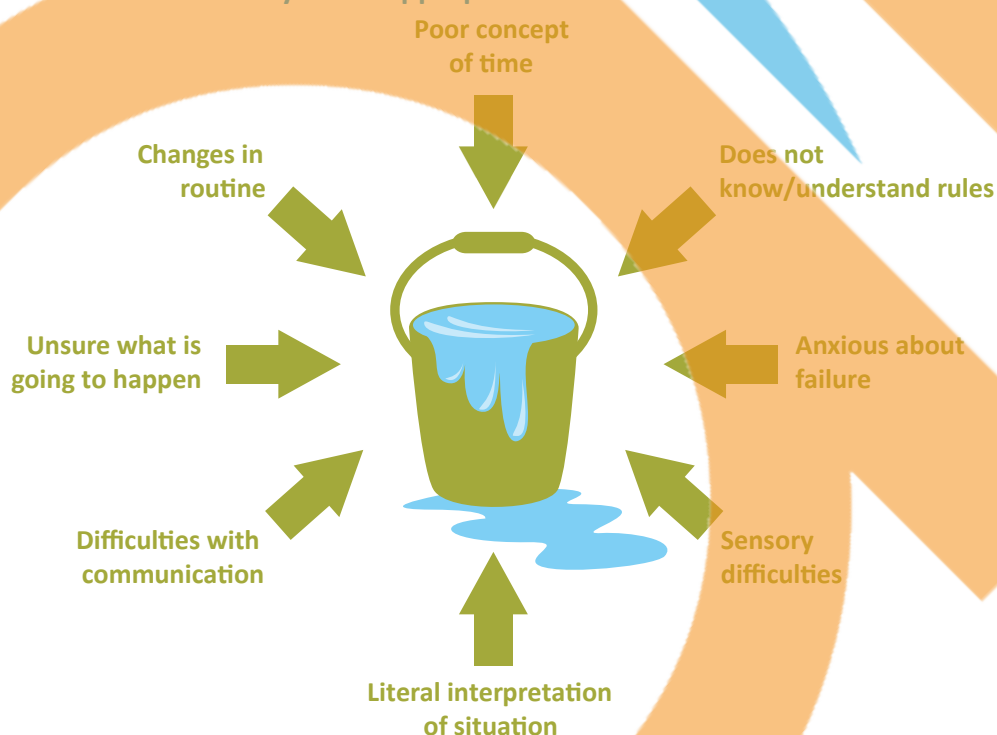 Poor concept
of time
Changes in
routine
Does not
know/understand rules
Unsure what is
going to happen
Anxious about
failure
Difficulties with
communication
Sensory
difficulties
Literal interpretation
of situation